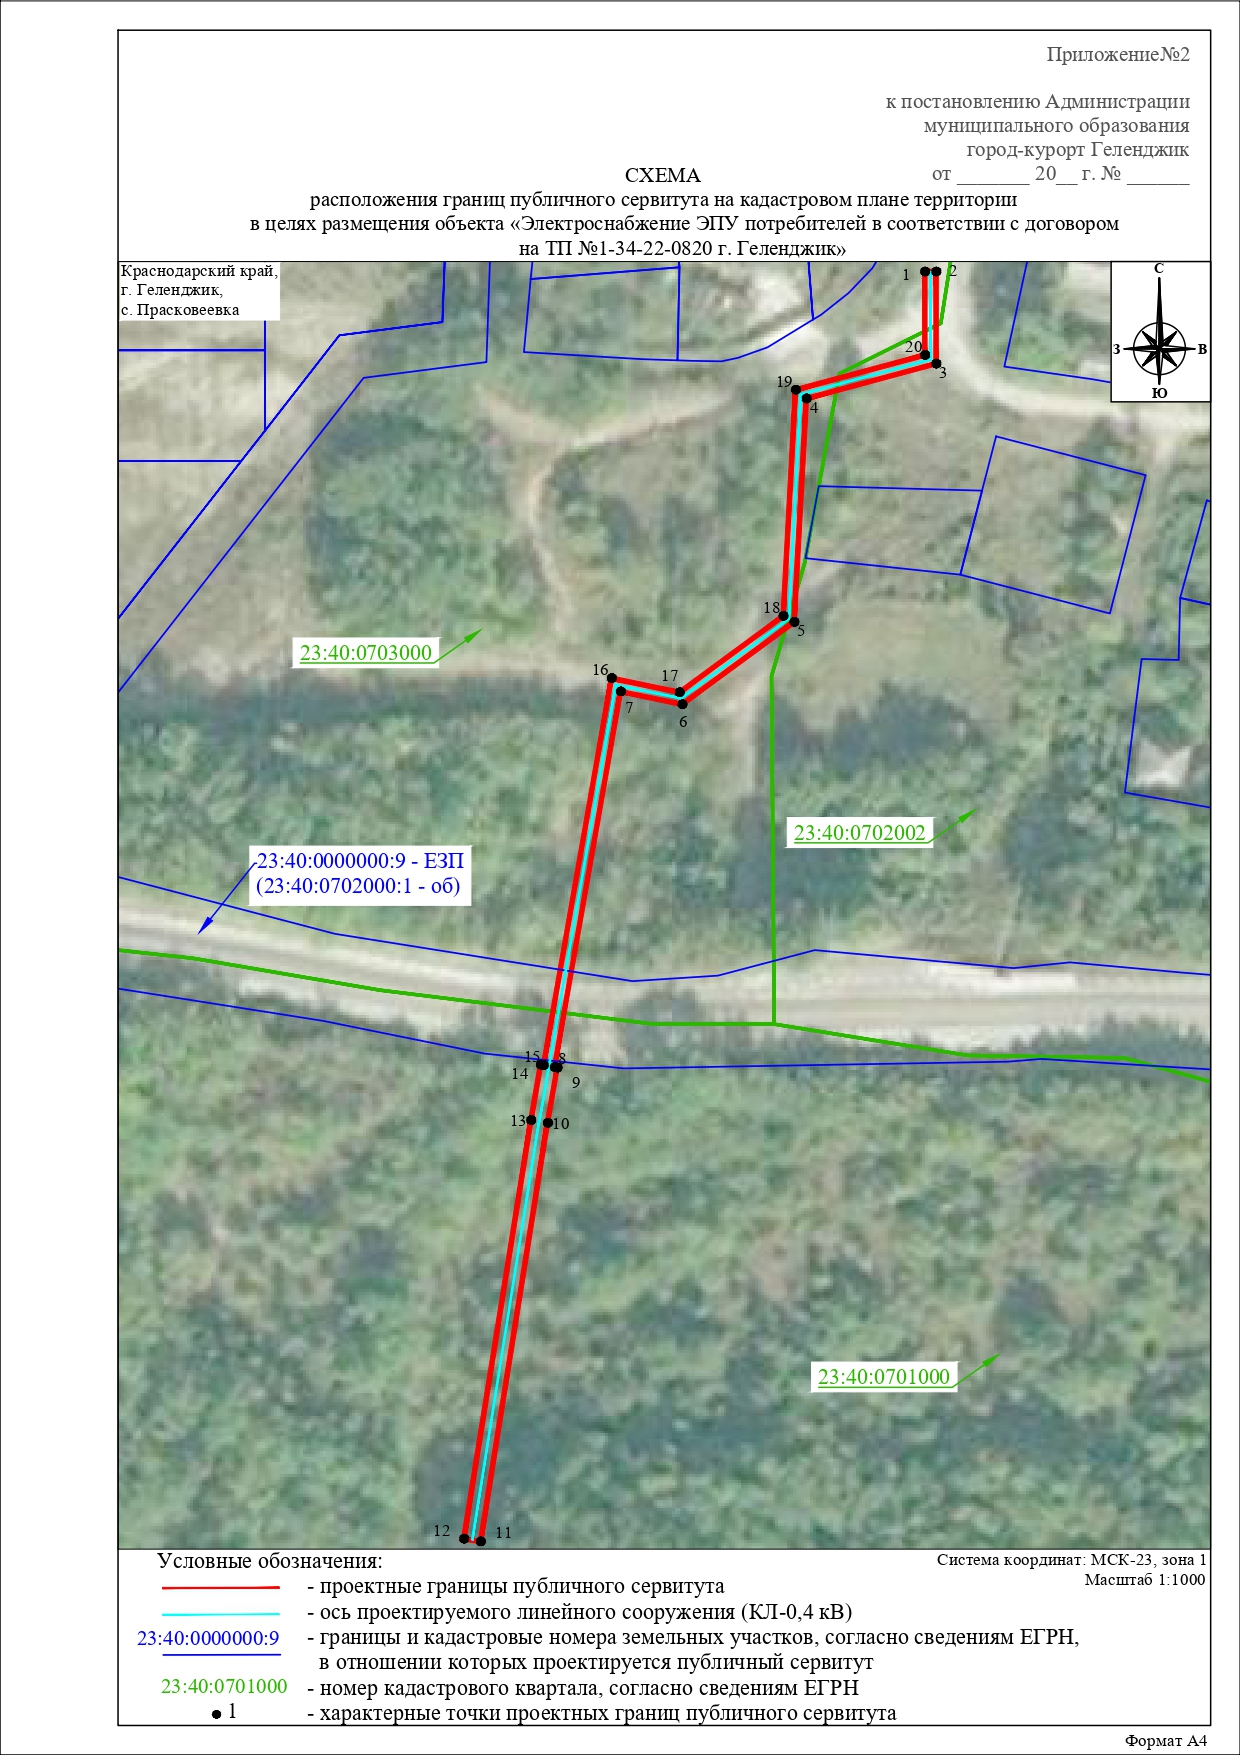 Приложение№2
к постановлению Администрации
муниципального образования
город-курорт Геленджик
от _______ 20__ г. № ______
СХЕМА
расположения границ публичного сервитута на кадастровом плане территории
в целях размещения объекта «Электроснабжение ЭПУ потребителей в соответствии с договором
на ТП №1-34-22-0820 г. Геленджик»
Краснодарский край,
г. Геленджик,
с. Прасковеевка
С
З В
Ю
1 2
20
3
19
4
18
5
16 17
7
6
23:40:0703000
23:40:0702002
23:40:0000000:9 - ЕЗП
(23:40:0702000:1 - об)
15 8
14 9
13 10
23:40:0701000
12 11
Условные обозначения:
Система координат: МСК-23, зона 1
Масштаб 1:1000
- проектные границы публичного сервитута
- ось проектируемого линейного сооружения (КЛ-0,4 кВ)
23:40:0000000:9 - границы и кадастровые номера земельных участков, согласно сведениям ЕГРН,
в отношении которых проектируется публичный сервитут
23:40:0701000 - номер кадастрового квартала, согласно сведениям ЕГРН
1 - характерные точки проектных границ публичного сервитута
Формат А4